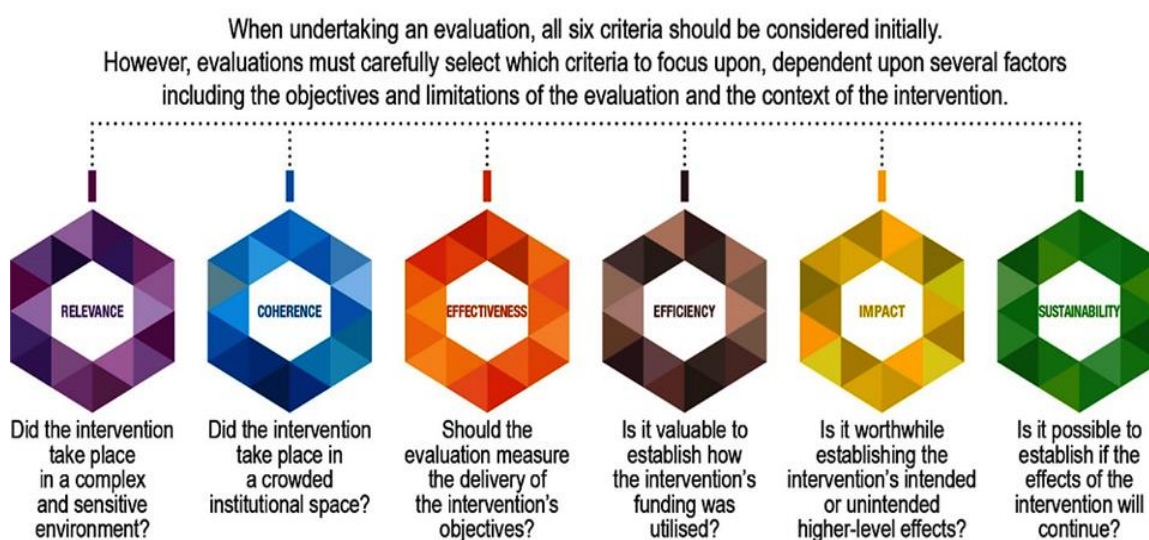 When undertaking an evaluation, all six criteria should be considered initially.
However, evaluations must carefully select which criteria to focus upon, dependent upon several factors
including the objectives and limitations of the evaluation and the context of the intervention.
RELEVANCE
COHERENCE
EFFECTIVENESS
EFFICIENCY
IMPACT
SUSTAINABILITY
Did the intervention
take place
in a complex
and sensitive
environment?
Did the intervention
take place in
a crowded
institutional space?
Should the
evaluation measure
the delivery of
the intervention's
objectives?
Is it valuable to
establish how
the intervention's
funding was
utilised?
Is it worthwhile
establishing the
intervention's intended
or unintended
higher-level effects?
Is it possible to
establish if the
effects of the
intervention will
continue?